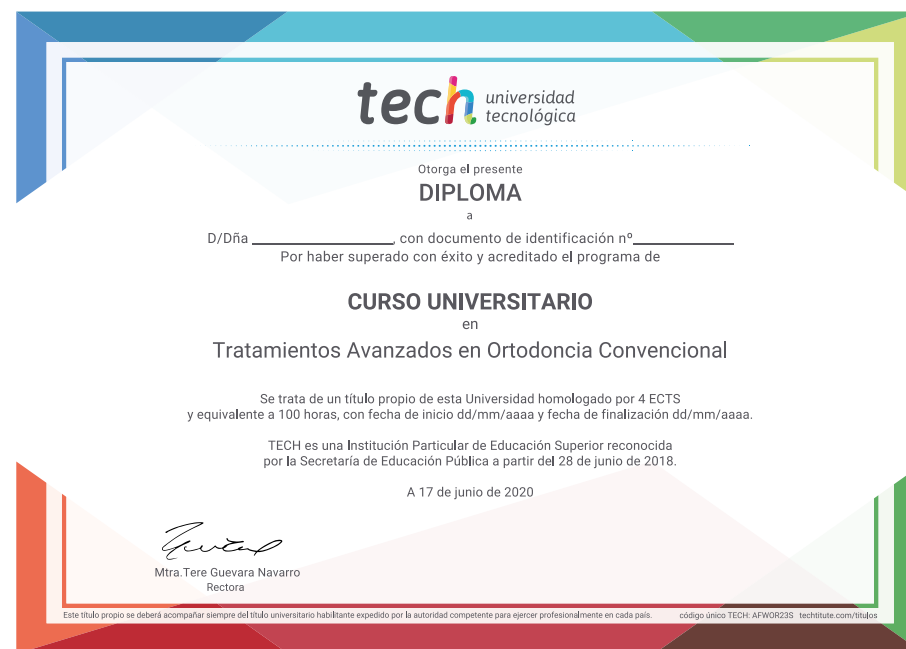 tech universidad
tecnológica
Otorga el presente
DIPLOMA
a
D/Dña ________________, con documento de identificación nº____________
Por haber superado con éxito y acreditado el programa de
CURSO UNIVERSITARIO
en
Tratamientos Avanzados en Ortodoncia Convencional
Se trata de un título propio de esta Universidad homologado por 4 ECTS
y equivalente a 100 horas, con fecha de inicio dd/mm/aaaa y fecha de finalización dd/mm/aaaa.
TECH es una Institución Particular de Educación Superior reconocida
por la Secretaría de Educación Pública a partir del 28 de junio de 2018.
A 17 de junio de 2020
Mtra.Tere Guevara Navarro
Rectora
Este título propio se deberá acompañar siempre del título universitario habilitante expedido por la autoridad competente para ejercer profesionalmente en cada país. código único TECH: AFWOR23S techtitute.com/títulos